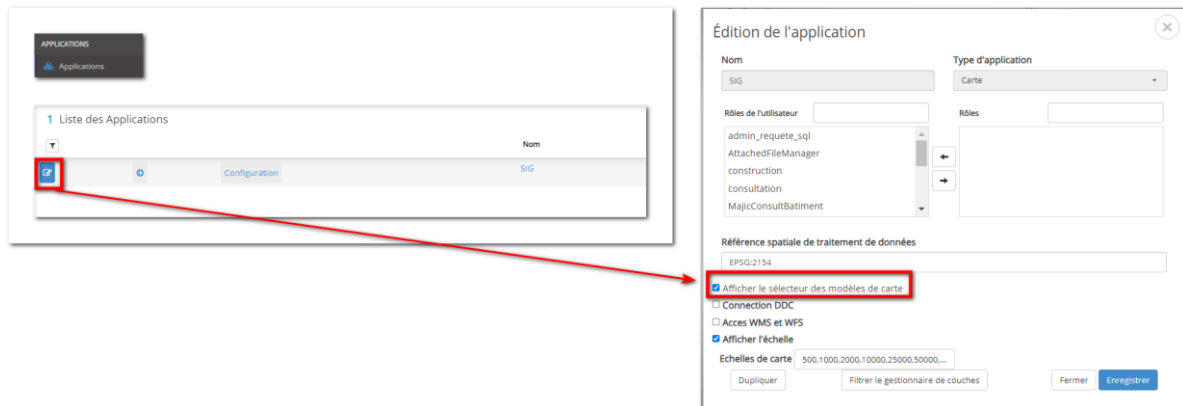 APPLICATIONS
Applications
1 Liste des Applications
Nom
Configuration
SIG
Édition de l'application
Nom
Type d'application
SIG
Carte
Rôles de l'utilisateur
Rôles
admin_requete_sql
AttachedFileManager
construction
consultation
MajicConsultBatiment
Référence spatiale de traitement de données
EPSG:2154
Afficher le sélecteur des modèles de carte
Connection DDC
Acces WMS et WFS
Afficher l'échelle
Echelles de carte 500,1000,2000,10000,25000,50000,...
Dupliquer
Filtrer le gestionnaire de couches
Fermer
Enregistrer